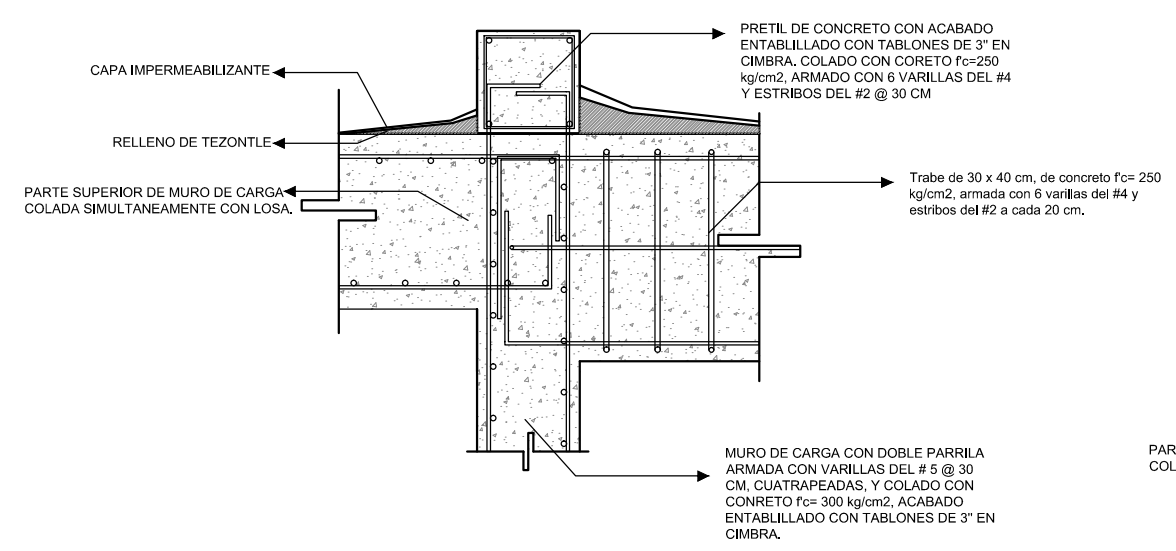 PRETIL DE CONCRETO CON ACABADO
ENTABLILLADO CON TABLONES DE 3" EN
CIMBRA. COLADO CON CORETO f'c=250
kg/cm2, ARMADO CON 6 VARILLAS DEL #4
Y ESTRIBOS DEL #2 @ 30 CM
CAPA IMPERMEABILIZANTE
RELLENO DE TEZONTLE
PARTE SUPERIOR DE MURO DE CARGA
COLADA SIMULTANEAMENTE CON LOSA.
Trabe de 30 x 40 cm, de concreto f'c= 250
kg/cm2, armada con 6 varillas del #4 y
estribos del #2 a cada 20 cm.
MURO DE CARGA CON DOBLE PARRILA
ARMADA CON VARILLAS DEL # 5 @ 30
CM, CUATRAPEADAS, Y COLADO CON
CONRETO f'c= 300 kg/cm2, ACABADO
ENTABLILLADO CON TABLONES DE 3" EN
CIMBRA.
PAR
COL